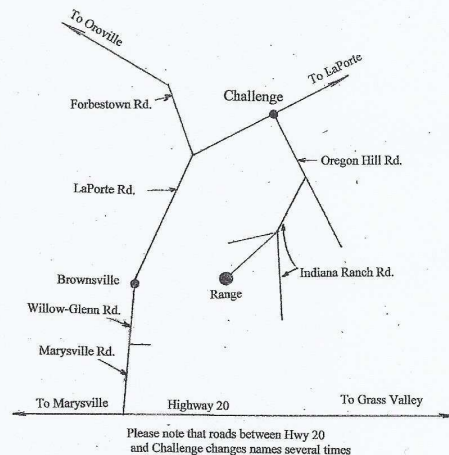 To Oroville
To LaPorte
Challenge
Forbestown Rd.
Oregon Hill Rd.
LaPorte Rd.
Indiana Ranch Rd.
Brownsville
Range
Willow-Glenn Rd.
Marysville Rd.
To Marysville
Highway 20
To Grass Valley
Please note that roads between Hwy 20
and Challenge changes names several times